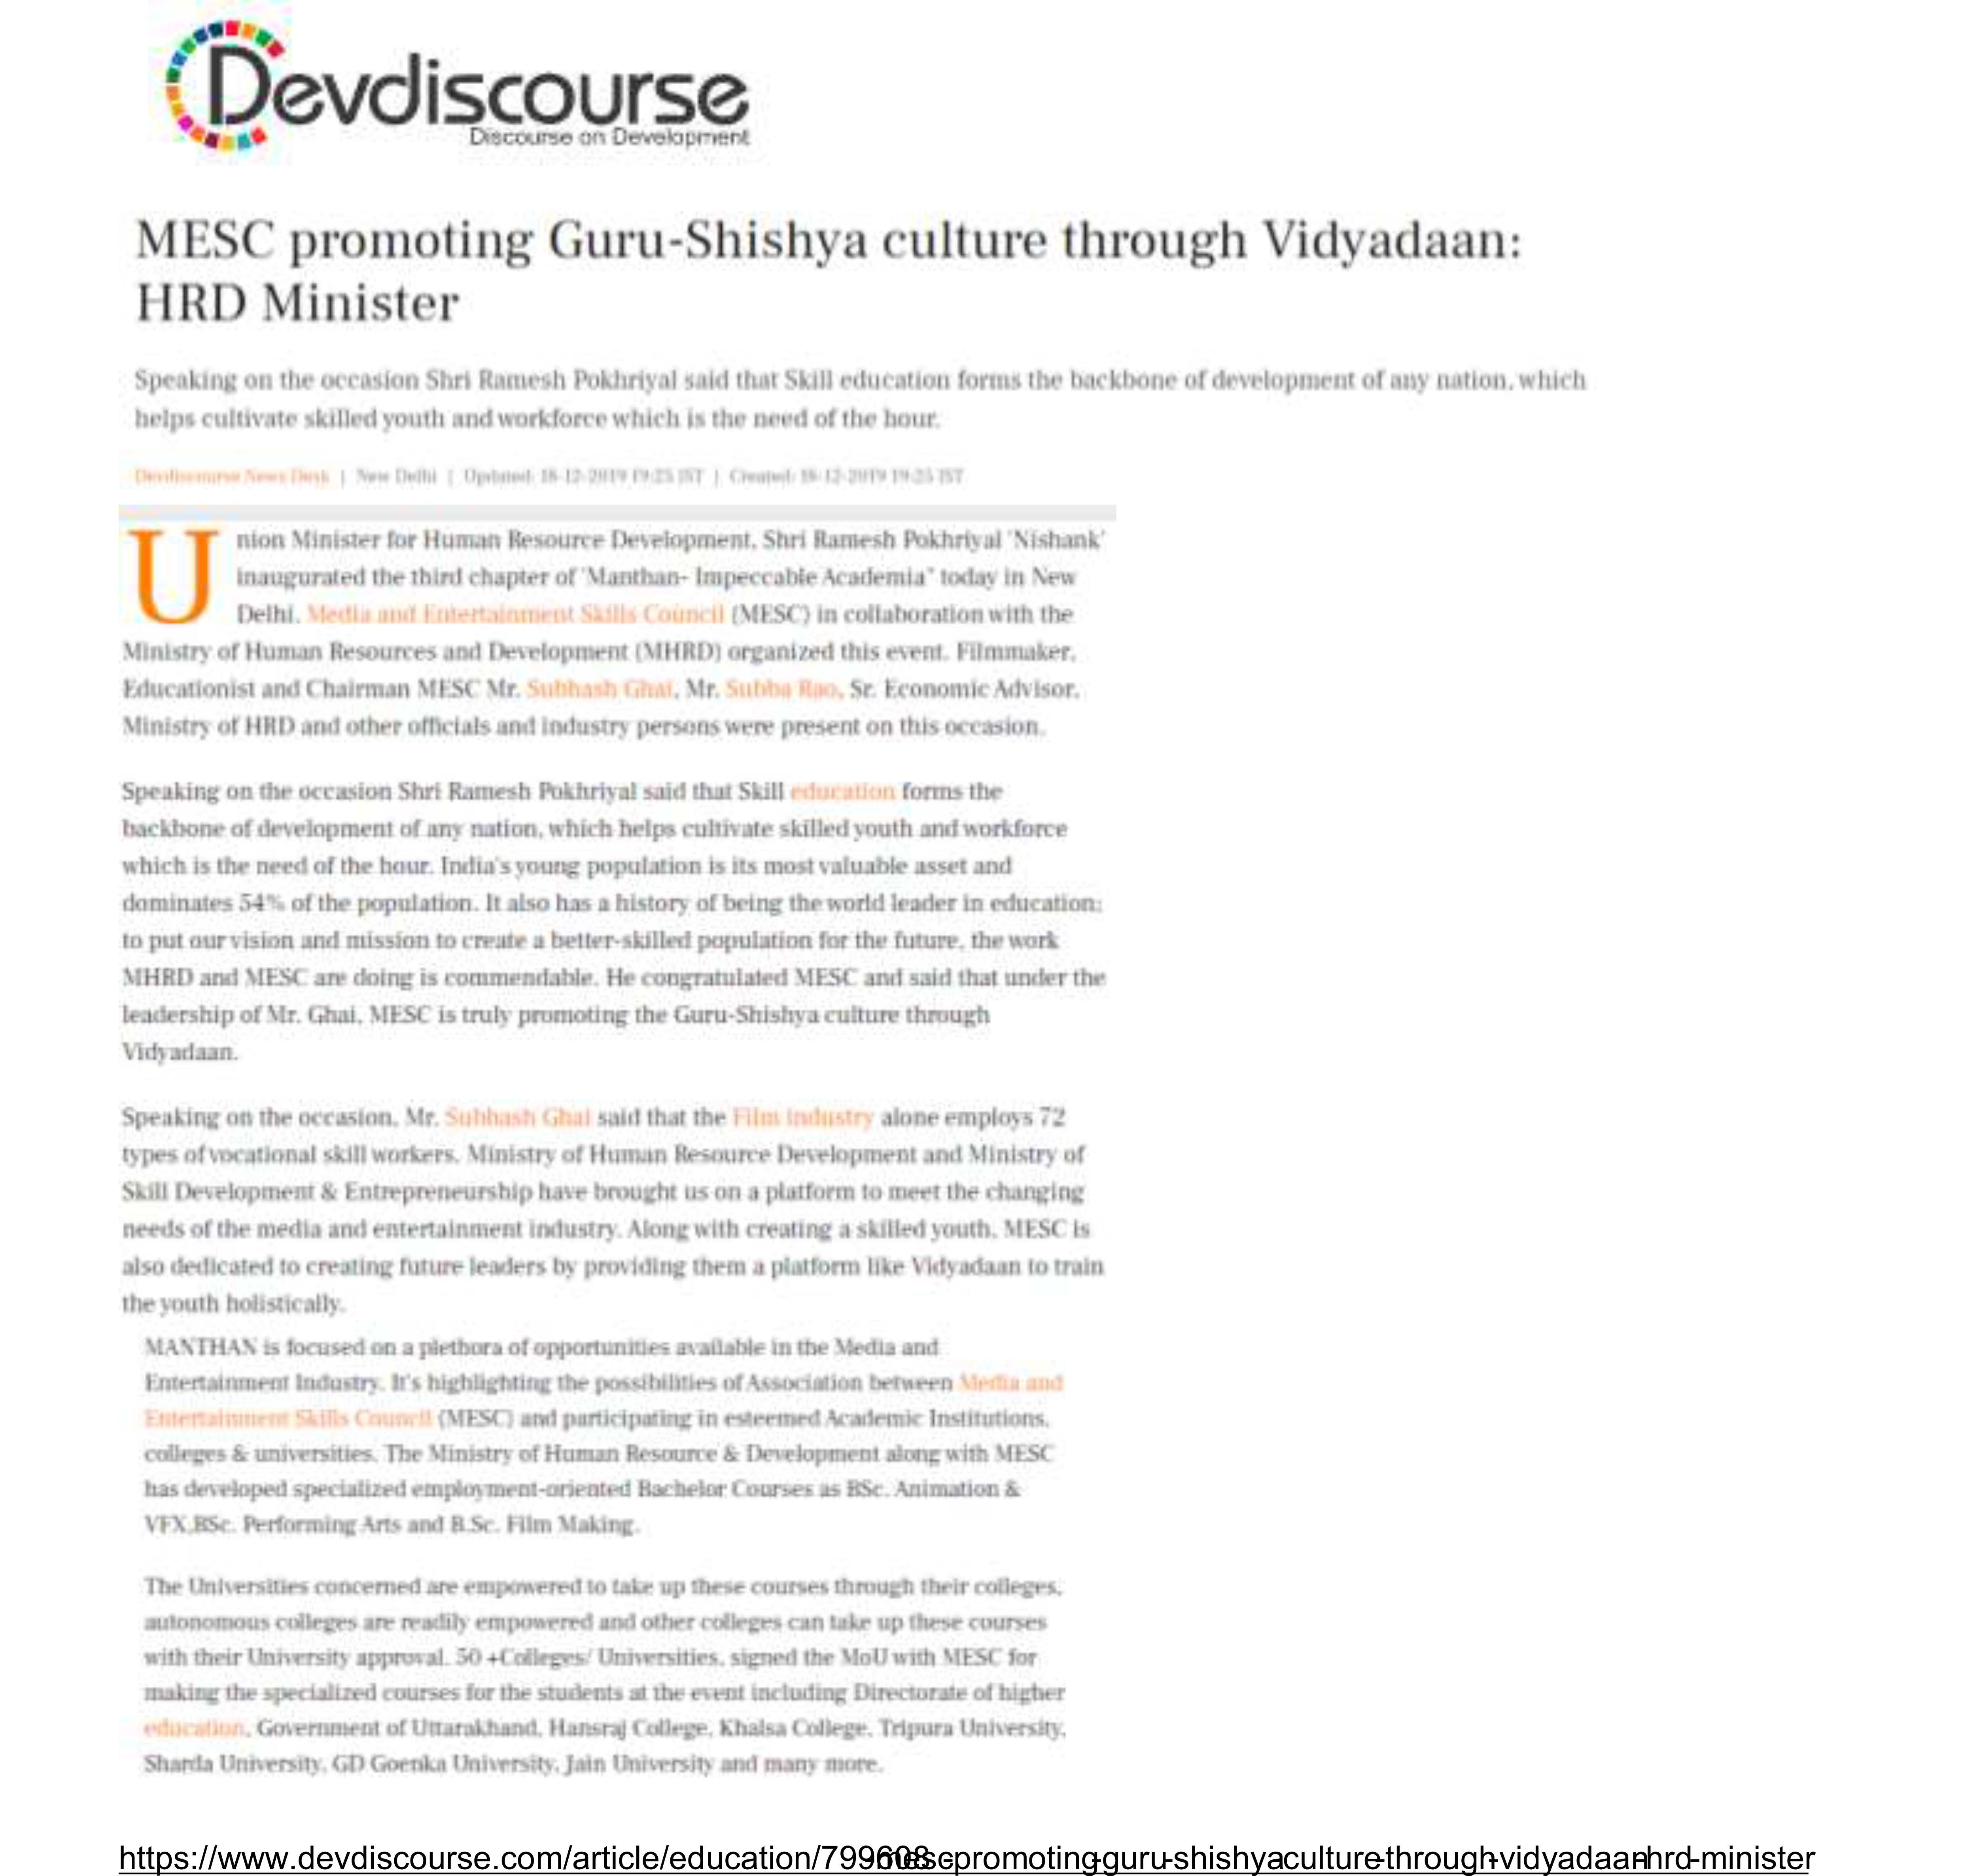 Devdiscourse
Discourse on Development
MESC promoting Guru-Shishya culture through Vidyadaan:
HRD Minister
Speaking on the occasion Shri Ramesh Pokhriyal said that Skill education forms the backbone of development of any nation, which
helps cultivate skilled youth and workforce which is the need of the hour.
Devdiscourse News Desk | New Delhi | Updated: -12-2019 19:25 IST | Created: -12-2019 19:25 IST
Union Minister for Human Resource Development, Shri Ramesh Pokhriyal 'Nishank'
inaugurated the third chapter of 'Manthan- Impeccable Academia" today in New
Delhi. Media and Entertainment Skills Council (MESC) in collaboration with the
Ministry of Human Resources and Development (MHRD) organized this event. Filmmaker,
Educationist and Chairman MESC Mr. Subhash Ghai, Mr. Subba Rao, Sr. Economic Advisor,
Ministry of HRD and other officials and industry persons were present on this occasion.
Speaking on the occasion Shri Ramesh Pokhriyal said that Skill education forms the
backbone of development of any nation, which helps cultivate skilled youth and workforce
which is the need of the hour. India's young population is its most valuable asset and
dominates 54% of the population. It also has a history of being the world leader in education;
to put our vision and mission to create a better-skilled population for the future, the work
MHRD and MESC are doing is commendable. He congratulated MESC and said that under the
leadership of Mr. Ghai, MESC is truly promoting the Guru-Shishya culture through
Vidyadaan.
Speaking on the occasion, Mr. Subhash Ghai said that the Film industry alone employs 72
types of vocational skill workers. Ministry of Human Resource Development and Ministry of
Skill Development & Entrepreneurship have brought us on a platform to meet the changing
needs of the media and entertainment industry. Along with creating a skilled youth, MESC is
also dedicated to creating future leaders by providing them a platform like Vidyadaan to train
the youth holistically.
MANTHAN is focused on a plethora of opportunities available in the Media and
Entertainment Industry. It's highlighting the possibilities of Association between Media and
Entertainment Skills Council (MESC) and participating in esteemed Academic Institutions,
colleges & universities. The Ministry of Human Resource & Development along with MESC
has developed specialized employment-oriented Bachelor Courses as BSc. Animation &
VFX,BSc. Performing Arts and B.Sc. Film Making.
The Universities concerned are empowered to take up these courses through their colleges,
autonomous colleges are readily empowered and other colleges can take up these courses
with their University approval. 50 +Colleges/ Universities, signed the MoU with MESC for
making the specialized courses for the students at the event including Directorate of higher
education, Government of Uttarakhand, Hansraj College, Khalsa College, Tripura University,
Sharda University, GD Goenka University, Jain University and many more.
https://www.devdiscourse.com/article/education/799608-mesc-promoting-guru-shishya-culture-through-vidyadaan-hrd-minister